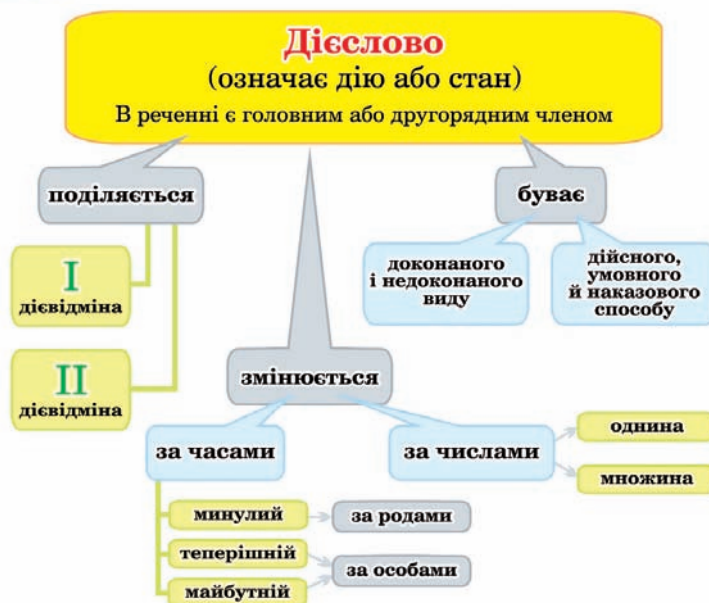 Дієслово
(означає дію або стан)
В реченні є головним або другорядним членом
поділяється
буває
I
дієвідміна
II
дієвідміна
доконаного
і недоконаного
виду
дійсного,
умовного
й наказового
способу
змінюється
за часами
за числами
однина
множина
минулий
за родами
теперішній
за особами
майбутній